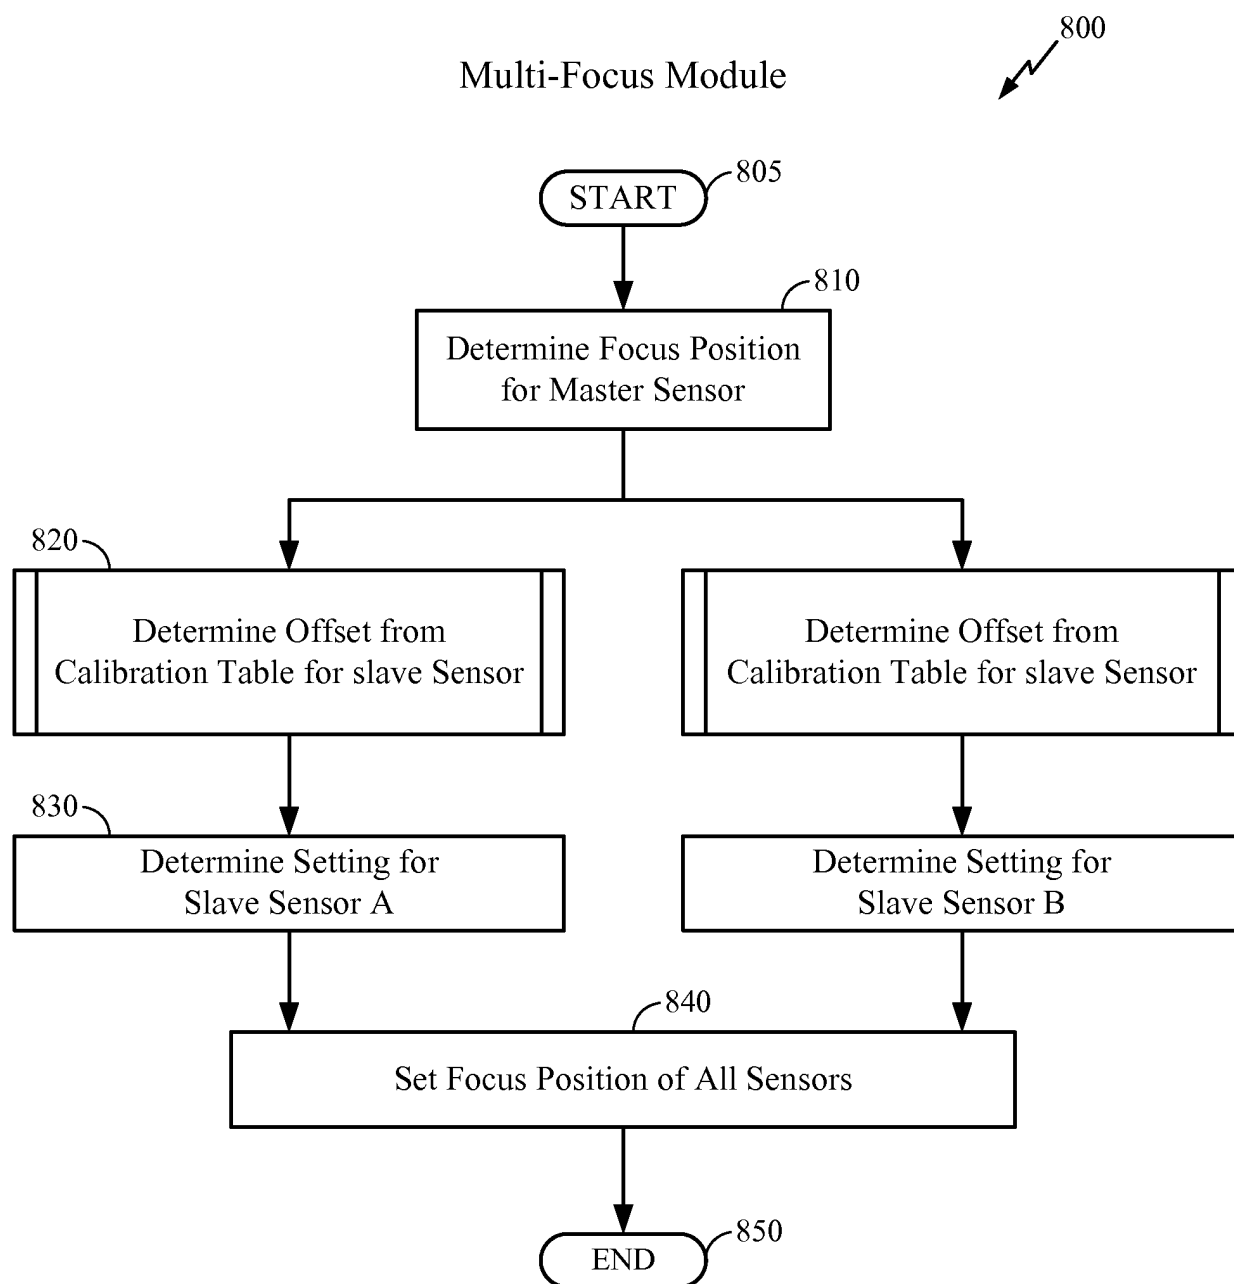 800
Multi-Focus Module
805
START
810
Determine Focus Position
for Master Sensor
820
Determine Offset from
Calibration Table for slave Sensor
Determine Offset from
Calibration Table for slave Sensor
830
Determine Setting for
Slave Sensor A
Determine Setting for
Slave Sensor B
840
Set Focus Position of All Sensors
850
END